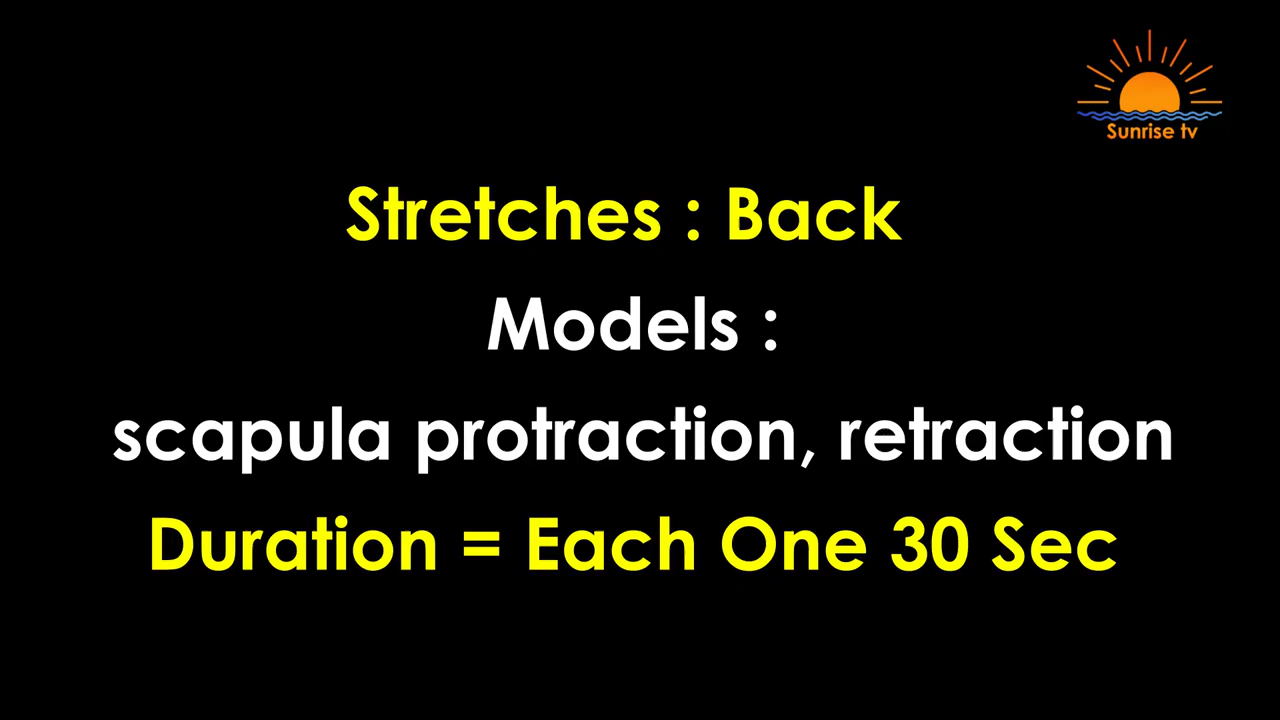 Sunrise tv
Stretches : Back
Models :
scapula protraction, retraction
Duration = Each One 30 Sec